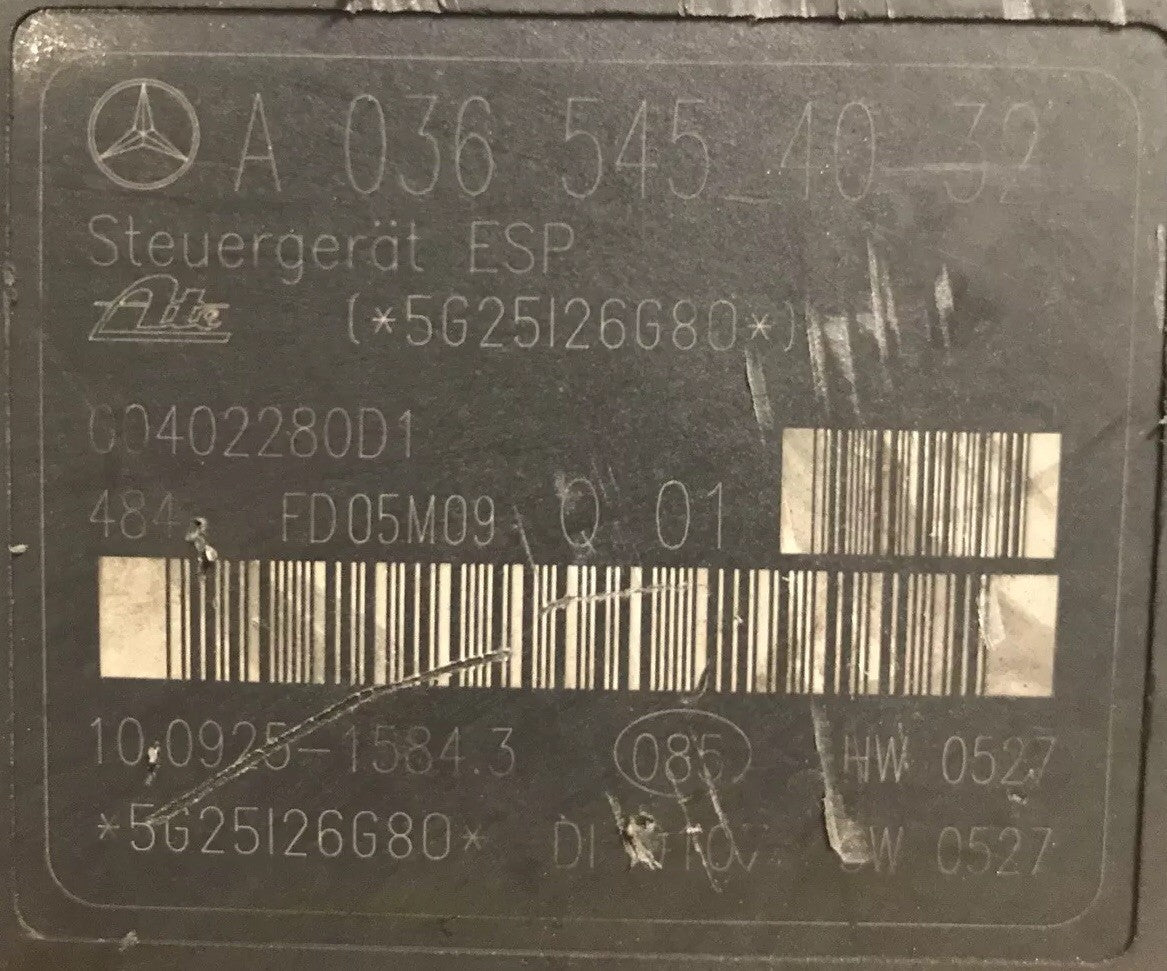 A 036 545 40 32
Steuergerät ESP
Ate (*5G25I26G80*)
G0402280D1
484 FD05M09 Q 01
10.0925-1584.3 085 HW 0527
*5G25I26G80* SW 0527